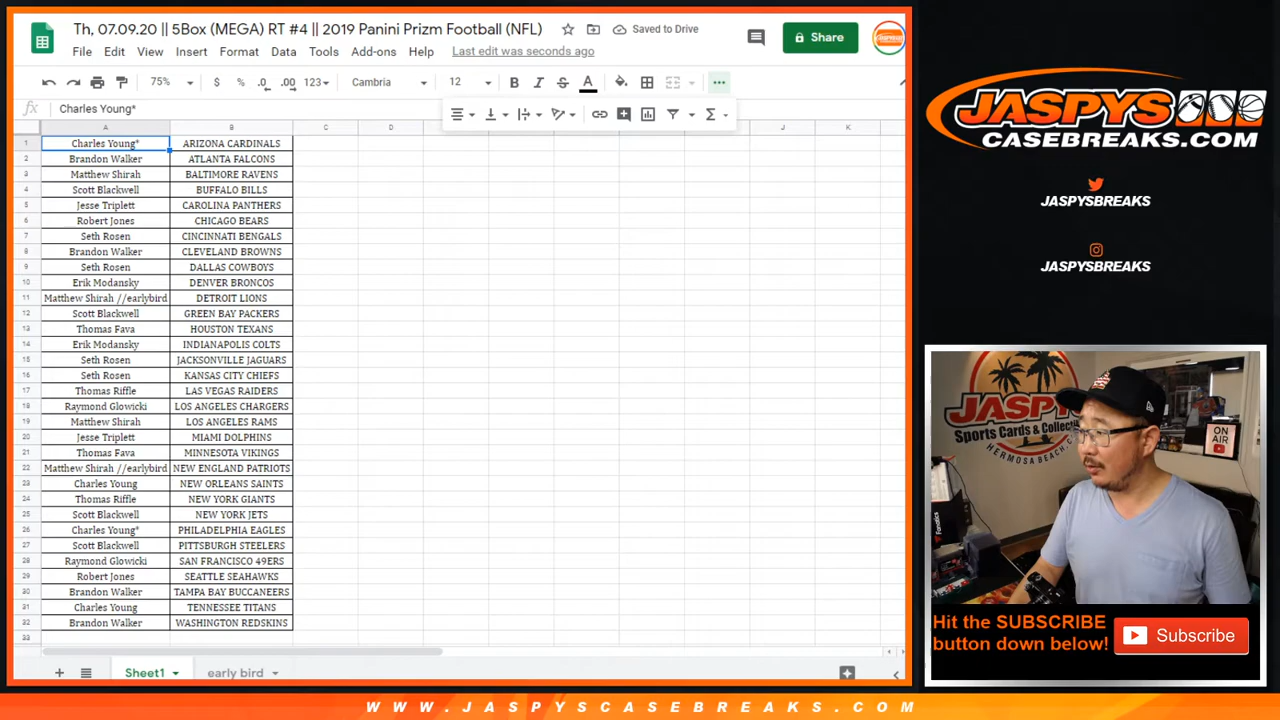 Th, 07.09.20 || 5Box (MEGA) RT #4 || 2019 Panini Prizm Football (NFL)
Saved to Drive
Share
File Edit View Insert Format Data Tools Add-ons Help Last edit was seconds ago
75% $ % .0 .00 123 Cambria 12 B I S A
fx Charles Young*
A B C D J K
1 Charles Young* ARIZONA CARDINALS
2 Brandon Walker ATLANTA FALCONS
3 Matthew Shirah BALTIMORE RAVENS
4 Scott Blackwell BUFFALO BILLS
5 Jesse Triplett CAROLINA PANTHERS
6 Robert Jones CHICAGO BEARS
7 Seth Rosen CINCINNATI BENGALS
8 Brandon Walker CLEVELAND BROWNS
9 Seth Rosen DALLAS COWBOYS
10 Erik Modansky DENVER BRONCOS
11 Matthew Shirah //earlybird DETROIT LIONS
12 Scott Blackwell GREEN BAY PACKERS
13 Thomas Fava HOUSTON TEXANS
14 Erik Modansky INDIANAPOLIS COLTS
15 Seth Rosen JACKSONVILLE JAGUARS
16 Seth Rosen KANSAS CITY CHIEFS
17 Thomas Riffle LAS VEGAS RAIDERS
18 Raymond Glowicki LOS ANGELES CHARGERS
19 Matthew Shirah LOS ANGELES RAMS
20 Jesse Triplett MIAMI DOLPHINS
21 Thomas Fava MINNESOTA VIKINGS
22 Matthew Shirah //earlybird NEW ENGLAND PATRIOTS
23 Charles Young NEW ORLEANS SAINTS
24 Thomas Riffle NEW YORK GIANTS
25 Scott Blackwell NEW YORK JETS
26 Charles Young* PHILADELPHIA EAGLES
27 Scott Blackwell PITTSBURGH STEELERS
28 Raymond Glowicki SAN FRANCISCO 49ERS
29 Robert Jones SEATTLE SEAHAWKS
30 Brandon Walker TAMPA BAY BUCCANEERS
31 Charles Young TENNESSEE TITANS
32 Brandon Walker WASHINGTON REDSKINS
33
Sheet1 early bird
JASPYS
CASEBREAKS.COM
JASPYSBREAKS
JASPYSBREAKS
JASPYS
Sports Cards & Collectibles
HERMOSA BEACH
ON AIR
Fanatics
Hit the SUBSCRIBE
button down below!
Subscribe
WWW.JASPYSCASEBREAKS.COM